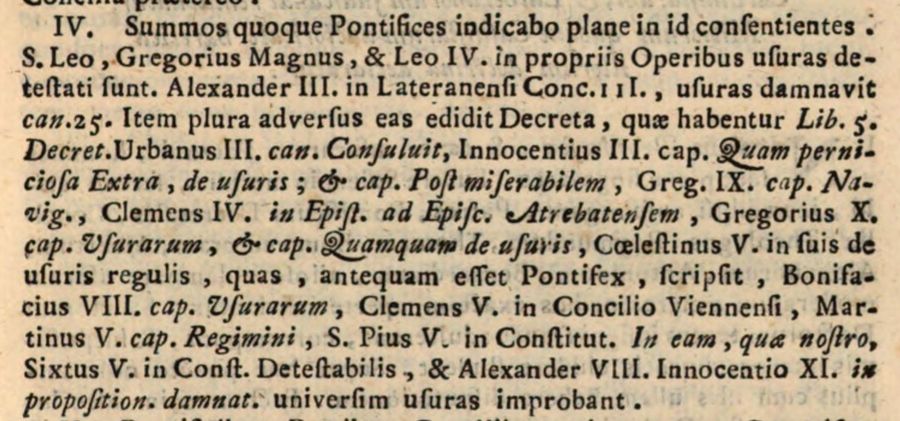 IV. Summos quoque Pontifices indicabo plane in id conſentientes.
S. Leo, Gregorius Magnus, & Leo IV. in propriis Operibus uſuras de-
teſtati ſunt. Alexander III. in Lateranenſi Conc. III., uſuras damnavit
can. 25. Item plura adverſus eas edidit Decreta, quæ habentur Lib. 5.
Decret. Urbanus III. can. Conſuluit, Innocentius III. cap. Quam perni-
cioſa Extra, de uſuris; & cap. Poſt miſerabilem, Greg. IX. cap. Na-
vig., Clemens IV. in Epiſt. ad Epiſc. Atrebatenſem, Gregorius X.
cap. Uſurarum, & cap. Quamquam de uſuris, Cœleſtinus V. in ſuis de
uſuris regulis, quas, antequam eſſet Pontifex, ſcripſit, Bonifa-
cius VIII. cap. Uſurarum, Clemens V. in Concilio Viennenſi, Mar-
tinus V. cap. Regimini, S. Pius V. in Conſtitut. In eam, quæ noſtro,
Sixtus V. in Conſt. Deteſtabilis, & Alexander VIII. Innocentio XI. in
propoſition. damnat. univerſim uſuras improbant.